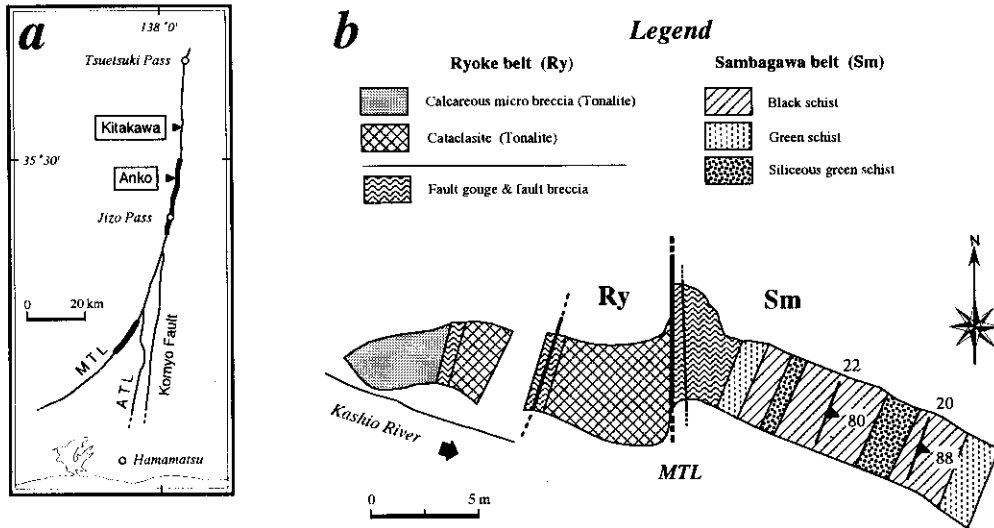 a
138°0'
Tsuetsuki Pass
Kitakawa
35°30'
Anko
Jizo Pass
0 20 km
MTL
ATL
Komyo Fault
Hamamatsu
b
Legend
Ryoke belt (Ry)
Calcareous micro breccia (Tonalite)
Cataclasite (Tonalite)
Fault gouge & fault breccia
Sambagawa belt (Sm)
Black schist
Green schist
Siliceous green schist
N
Ry
Sm
22
20
80
88
Kashio River
MTL
0 5 m